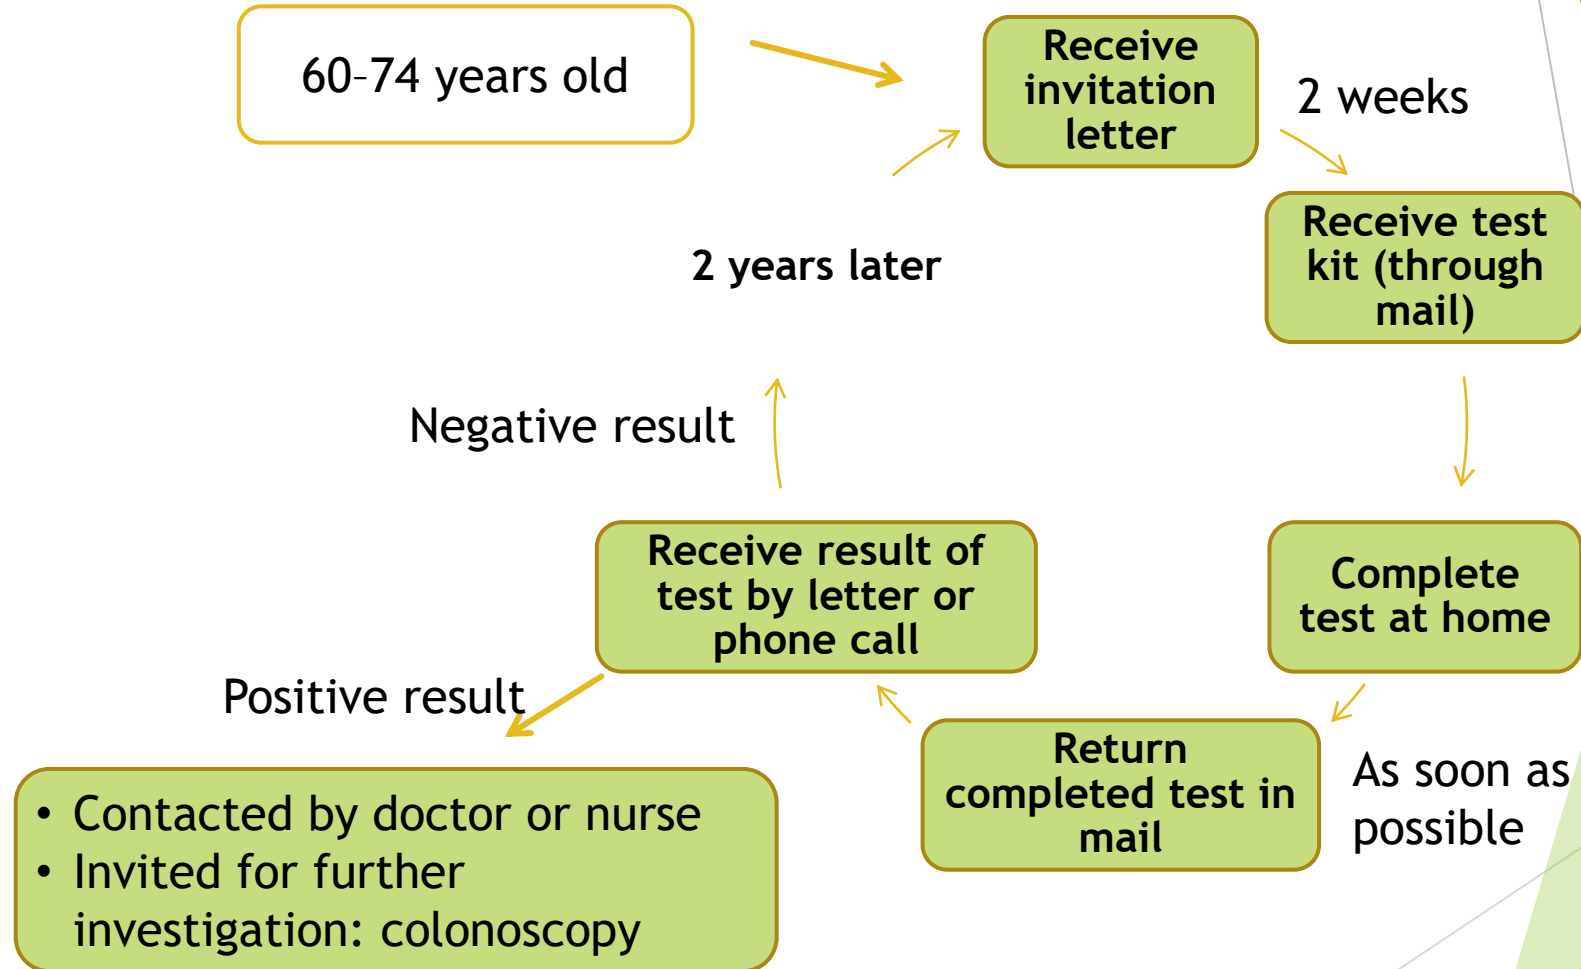 60–74 years old
Receive
invitation
letter
2 weeks
Receive test
kit (through
mail)
Complete
test at home
As soon as
possible
Return
completed test in
mail
Receive result of
test by letter or
phone call
Negative result
2 years later
Positive result
• Contacted by doctor or nurse
• Invited for further
investigation: colonoscopy